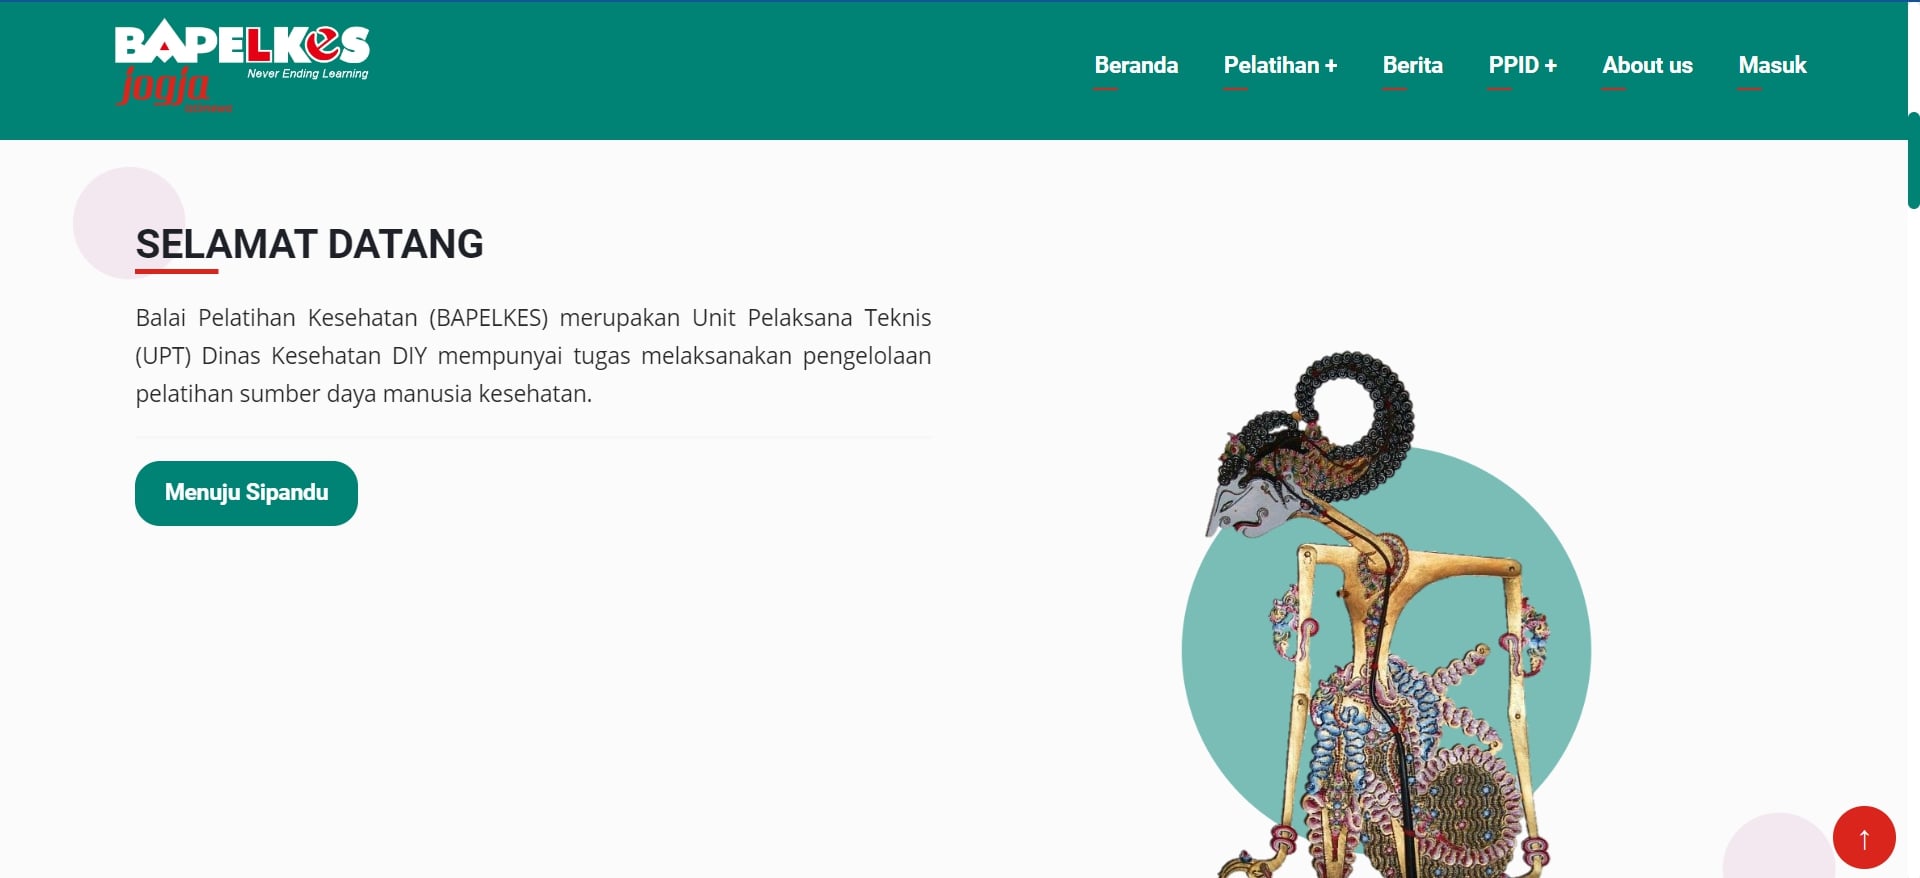 BAPELKES
Never Ending Learning
Jogja
Beranda
Pelatihan +
Berita
PPID +
About us
Masuk
SELAMAT DATANG
Balai Pelatihan Kesehatan (BAPELKES) merupakan Unit Pelaksana Teknis
(UPT) Dinas Kesehatan DIY mempunyai tugas melaksanakan pengelolaan
pelatihan sumber daya manusia kesehatan.
Menuju Sipandu
↑